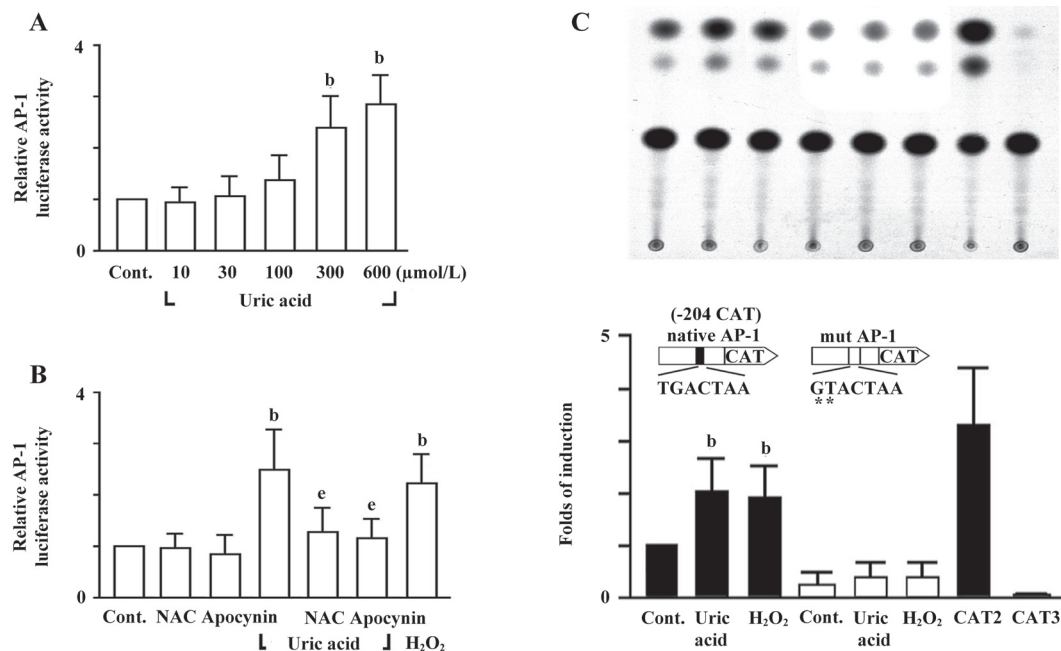 A
Relative AP-1
luciferase activity
4
0
Cont. 10 30 100 300 600 (μmol/L)
Uric acid
b b
B
Relative AP-1
luciferase activity
4
0
b e e b
Cont. NAC Apocynin NAC Apocynin
Uric acid H₂O₂
C
(-204 CAT)
native AP-1
CAT
TGACTAA
mut AP-1
CAT
GTACTAA
**
Folds of induction
5
0
b b
Cont. Uric acid H₂O₂ Cont. Uric acid H₂O₂ CAT2 CAT3